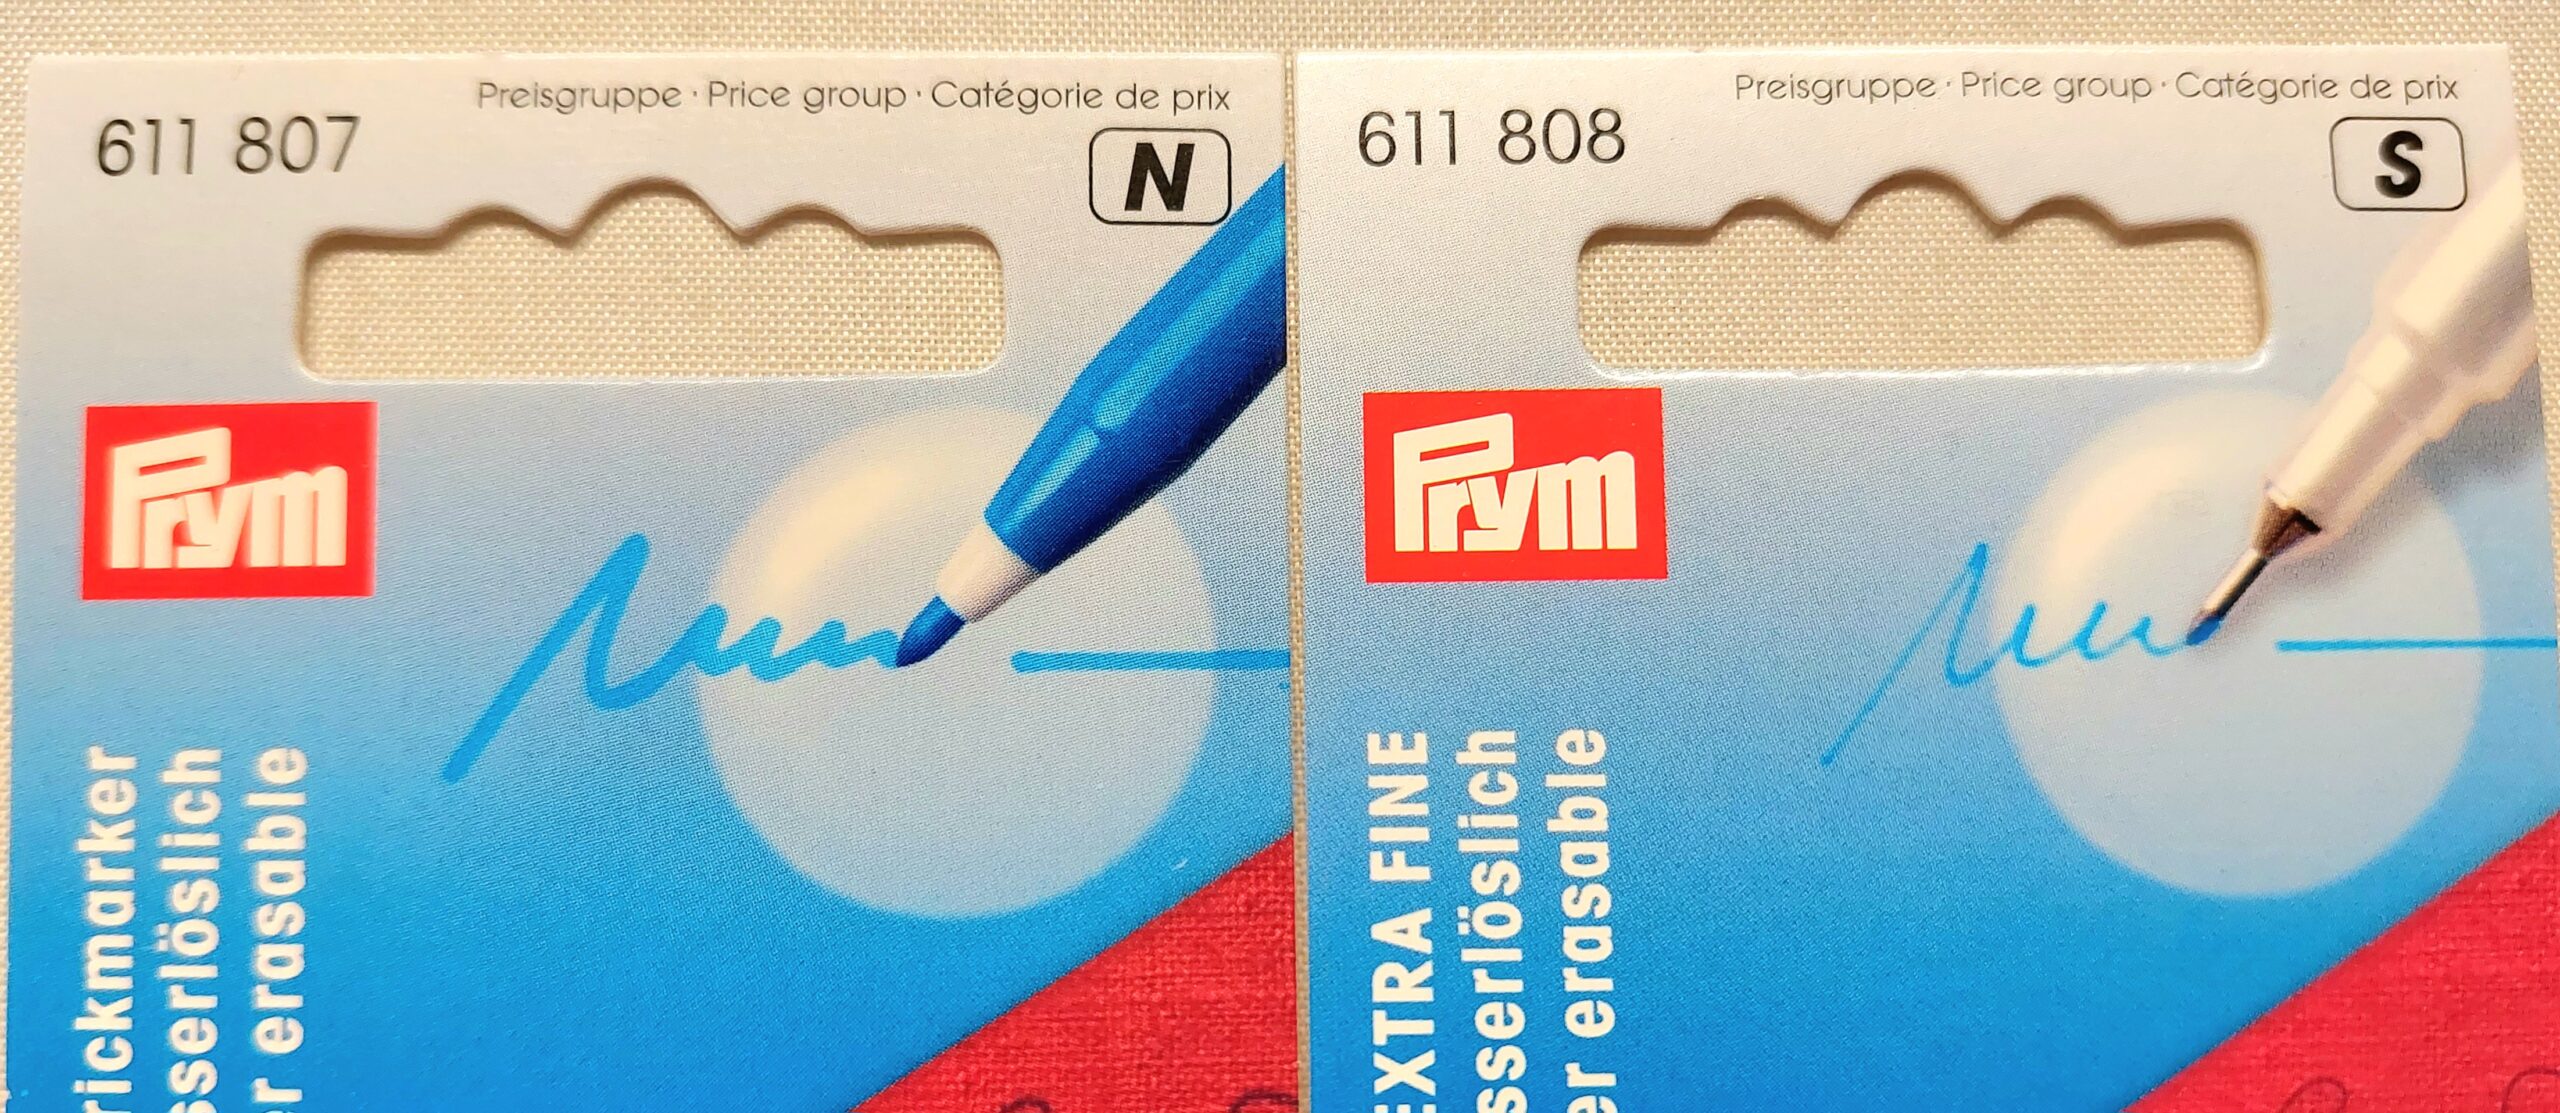 611 807
Preisgruppe · Price group · Catégorie de prix
N
Prym
rickmarker
sserlöslich
r erasable
611 808
Preisgruppe · Price group · Catégorie de prix
S
Prym
EXTRA FINE
sserlöslich
er erasable